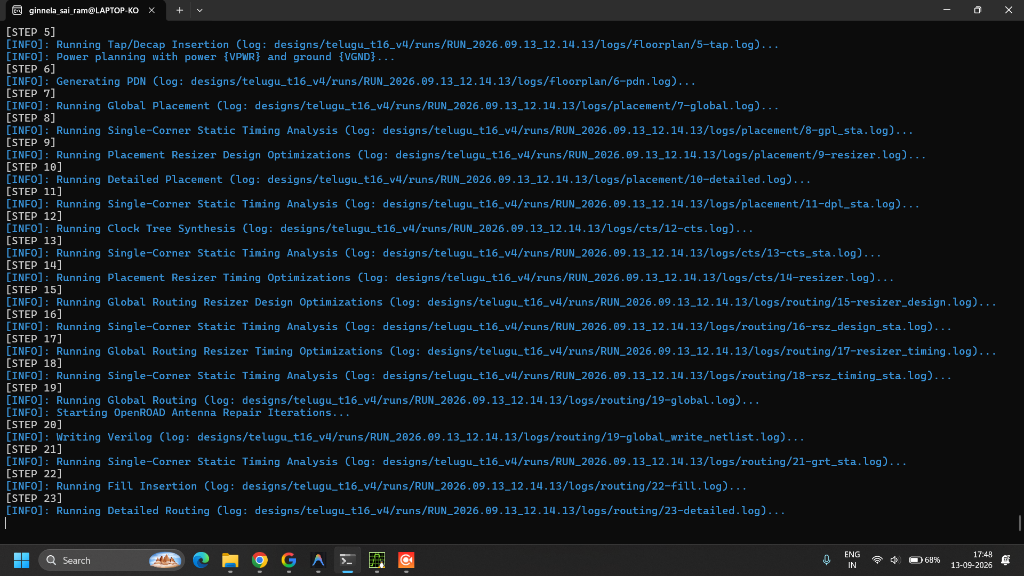 ginnela_sai_ram@LAPTOP-KO
[STEP 5]
[INFO]: Running Tap/Decap Insertion (log: designs/telugu_t16_v4/runs/RUN_2026.09.13_12.14.13/logs/floorplan/5-tap.log)...
[INFO]: Power planning with power {VPWR} and ground {VGND}...
[STEP 6]
[INFO]: Generating PDN (log: designs/telugu_t16_v4/runs/RUN_2026.09.13_12.14.13/logs/floorplan/6-pdn.log)...
[STEP 7]
[INFO]: Running Global Placement (log: designs/telugu_t16_v4/runs/RUN_2026.09.13_12.14.13/logs/placement/7-global.log)...
[STEP 8]
[INFO]: Running Single-Corner Static Timing Analysis (log: designs/telugu_t16_v4/runs/RUN_2026.09.13_12.14.13/logs/placement/8-gpl_sta.log)...
[STEP 9]
[INFO]: Running Placement Resizer Design Optimizations (log: designs/telugu_t16_v4/runs/RUN_2026.09.13_12.14.13/logs/placement/9-resizer.log)...
[STEP 10]
[INFO]: Running Detailed Placement (log: designs/telugu_t16_v4/runs/RUN_2026.09.13_12.14.13/logs/placement/10-detailed.log)...
[STEP 11]
[INFO]: Running Single-Corner Static Timing Analysis (log: designs/telugu_t16_v4/runs/RUN_2026.09.13_12.14.13/logs/placement/11-dpl_sta.log)...
[STEP 12]
[INFO]: Running Clock Tree Synthesis (log: designs/telugu_t16_v4/runs/RUN_2026.09.13_12.14.13/logs/cts/12-cts.log)...
[STEP 13]
[INFO]: Running Single-Corner Static Timing Analysis (log: designs/telugu_t16_v4/runs/RUN_2026.09.13_12.14.13/logs/cts/13-cts_sta.log)...
[STEP 14]
[INFO]: Running Placement Resizer Timing Optimizations (log: designs/telugu_t16_v4/runs/RUN_2026.09.13_12.14.13/logs/cts/14-resizer.log)...
[STEP 15]
[INFO]: Running Global Routing Resizer Design Optimizations (log: designs/telugu_t16_v4/runs/RUN_2026.09.13_12.14.13/logs/routing/15-resizer_design.log)...
[STEP 16]
[INFO]: Running Single-Corner Static Timing Analysis (log: designs/telugu_t16_v4/runs/RUN_2026.09.13_12.14.13/logs/routing/16-rsz_design_sta.log)...
[STEP 17]
[INFO]: Running Global Routing Resizer Timing Optimizations (log: designs/telugu_t16_v4/runs/RUN_2026.09.13_12.14.13/logs/routing/17-resizer_timing.log)...
[STEP 18]
[INFO]: Running Single-Corner Static Timing Analysis (log: designs/telugu_t16_v4/runs/RUN_2026.09.13_12.14.13/logs/routing/18-rsz_timing_sta.log)...
[STEP 19]
[INFO]: Running Global Routing (log: designs/telugu_t16_v4/runs/RUN_2026.09.13_12.14.13/logs/routing/19-global.log)...
[INFO]: Starting OpenROAD Antenna Repair Iterations...
[STEP 20]
[INFO]: Writing Verilog (log: designs/telugu_t16_v4/runs/RUN_2026.09.13_12.14.13/logs/routing/19-global_write_netlist.log)...
[STEP 21]
[INFO]: Running Single-Corner Static Timing Analysis (log: designs/telugu_t16_v4/runs/RUN_2026.09.13_12.14.13/logs/routing/21-grt_sta.log)...
[STEP 22]
[INFO]: Running Fill Insertion (log: designs/telugu_t16_v4/runs/RUN_2026.09.13_12.14.13/logs/routing/22-fill.log)...
[STEP 23]
[INFO]: Running Detailed Routing (log: designs/telugu_t16_v4/runs/RUN_2026.09.13_12.14.13/logs/routing/23-detailed.log)...
Search
ENG
IN
68%
17:48
13-09-2026